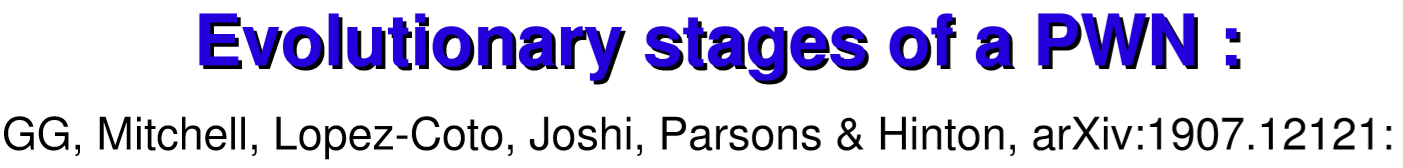 Evolutionary stages of a PWN :
GG, Mitchell, Lopez-Coto, Joshi, Parsons & Hinton, arXiv:1907.12121: